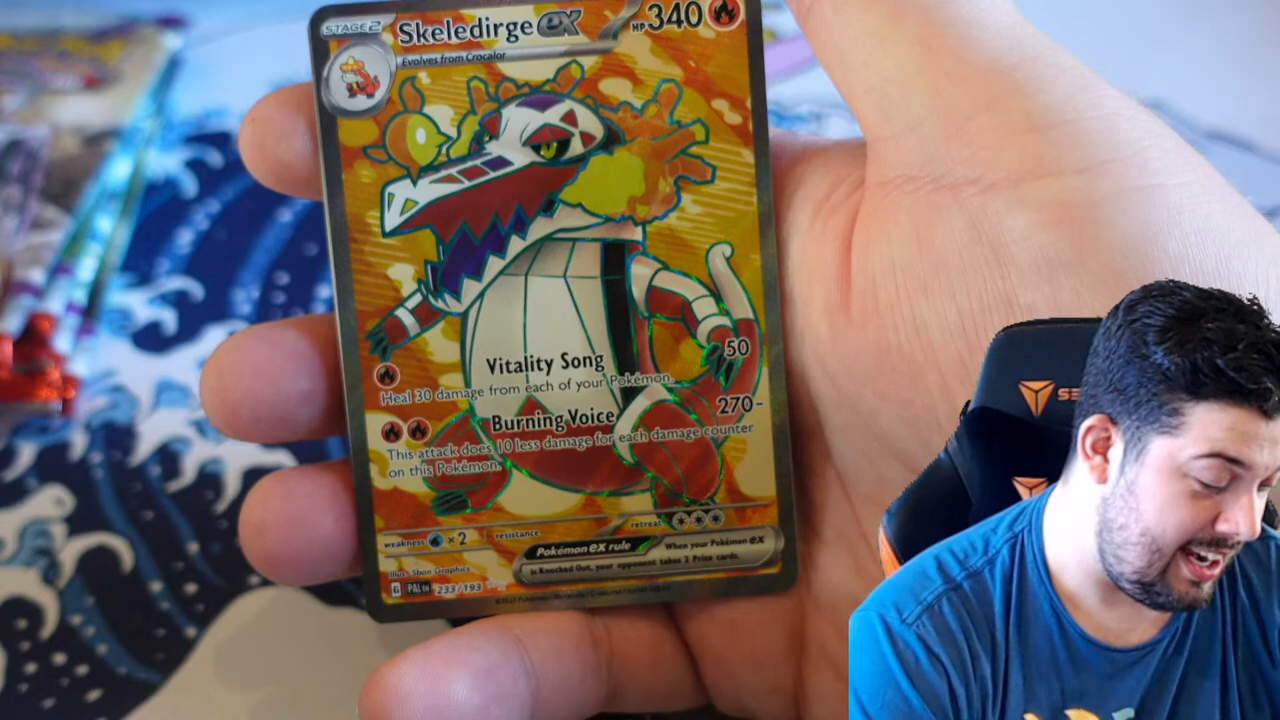 STAGE2
Skeledirge ex
HP 340
Evolves from Crocalor
Vitality Song
50
Heal 30 damage from each of your Pokémon.
Burning Voice
270-
This attack does 10 less damage for each damage counter
on this Pokémon.
weakness ×2 resistance retreat
Pokémon ex rule
When your Pokémon ex
is Knocked Out, your opponent takes 2 Prize cards.
Illus. 5ban Graphics
G PAL EN 233/193